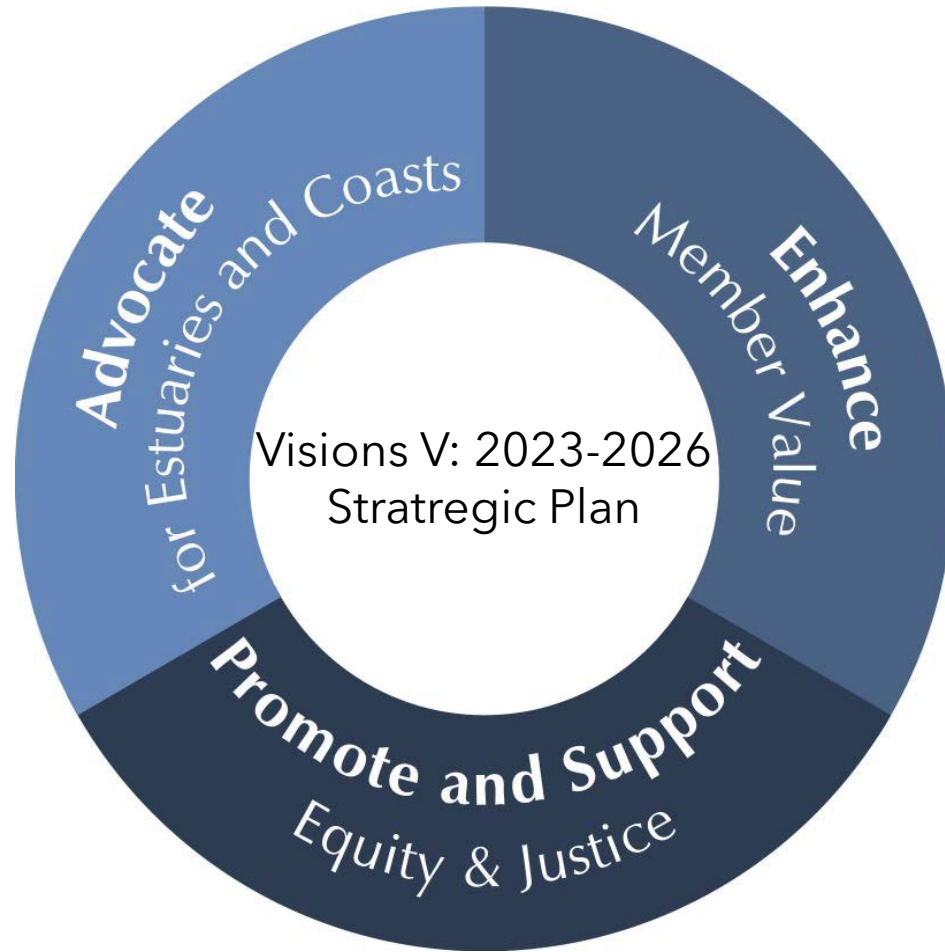 Advocate
for Estuaries and Coasts
Enhance
Member Value
Visions V: 2023-2026
Stratregic Plan
Promote and Support
Equity & Justice